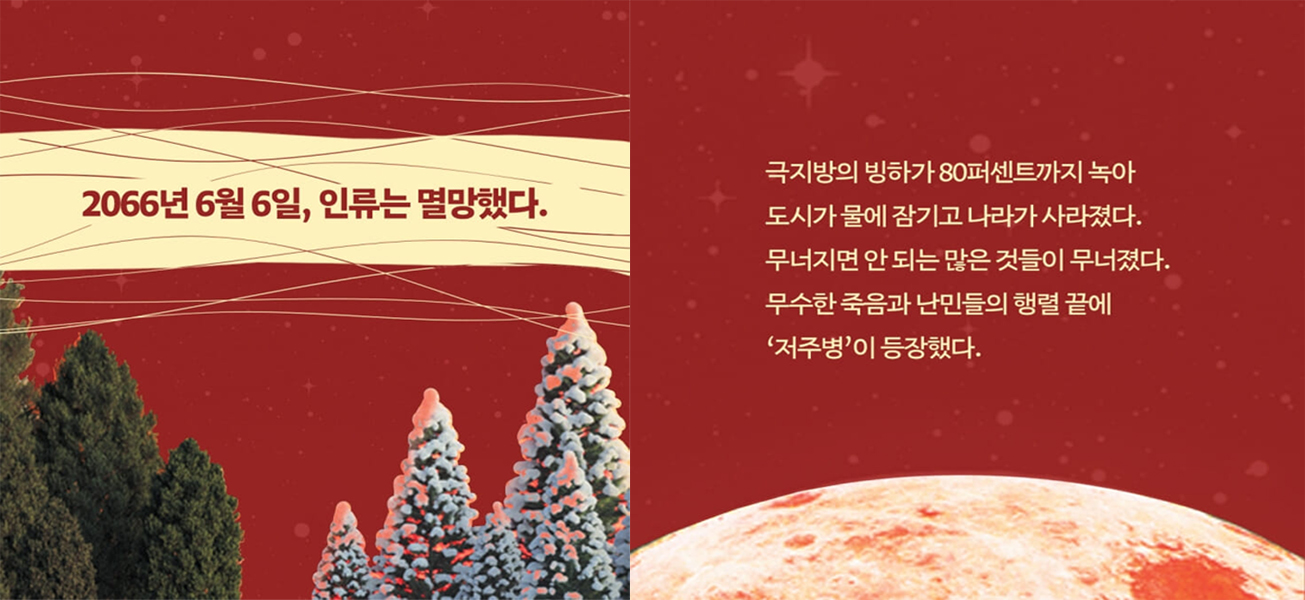 2066년 6월 6일, 인류는 멸망했다.
극지방의 빙하가 80퍼센트까지 녹아
도시가 물에 잠기고 나라가 사라졌다.
무너지면 안 되는 많은 것들이 무너졌다.
무수한 죽음과 난민들의 행렬 끝에
‘저주병’이 등장했다.